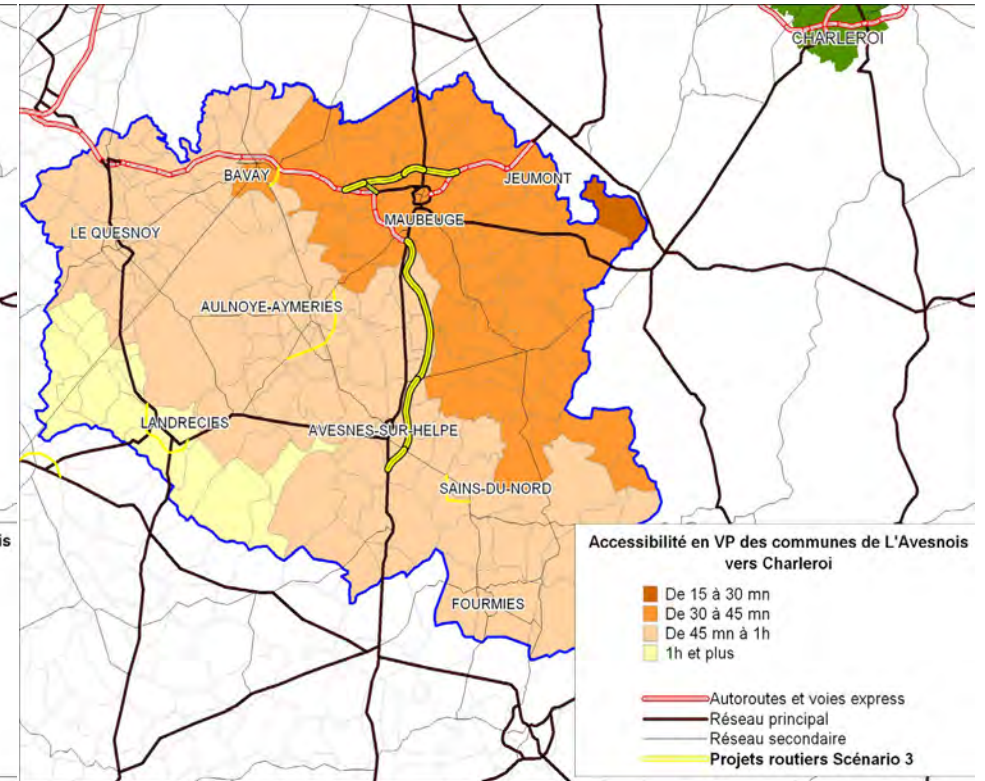 CHARLEROI
BAVAY
JEUMONT
MAUBEUGE
LE QUESNOY
AULNOYE-AYMERIES
LANDRECIES
AVESNES-SUR-HELPE
SAINS-DU-NORD
FOURMIES
is
Accessibilité en VP des communes de L'Avesnois
vers Charleroi
De 15 à 30 mn
De 30 à 45 mn
De 45 mn à 1h
1h et plus
Autoroutes et voies express
Réseau principal
Réseau secondaire
Projets routiers Scénario 3